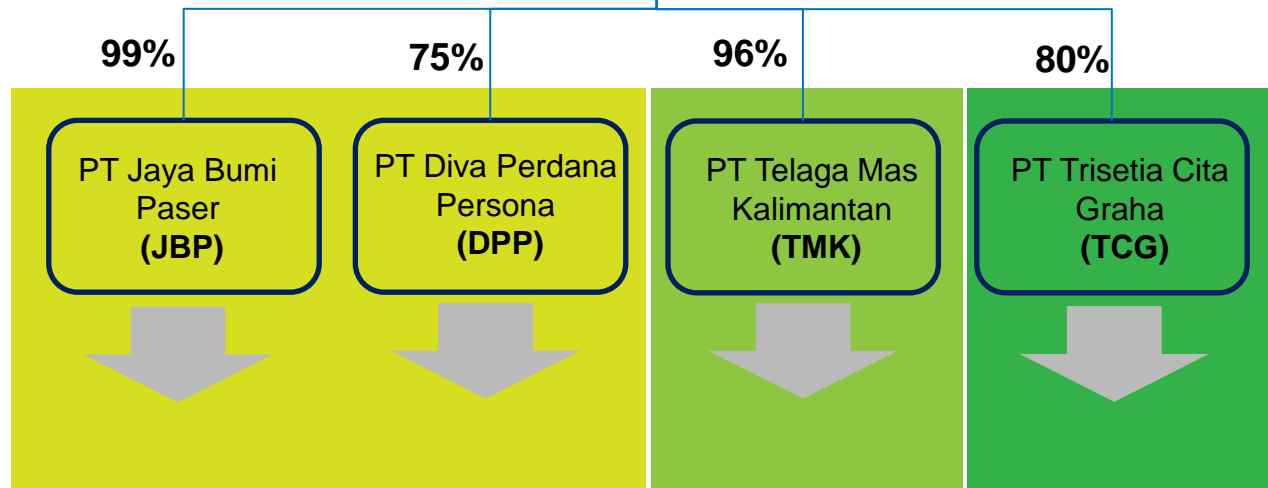 99%
75%
96%
80%
PT Jaya Bumi
Paser
(JBP)
PT Diva Perdana
Persona
(DPP)
PT Telaga Mas
Kalimantan
(TMK)
PT Trisetia Cita
Graha
(TCG)